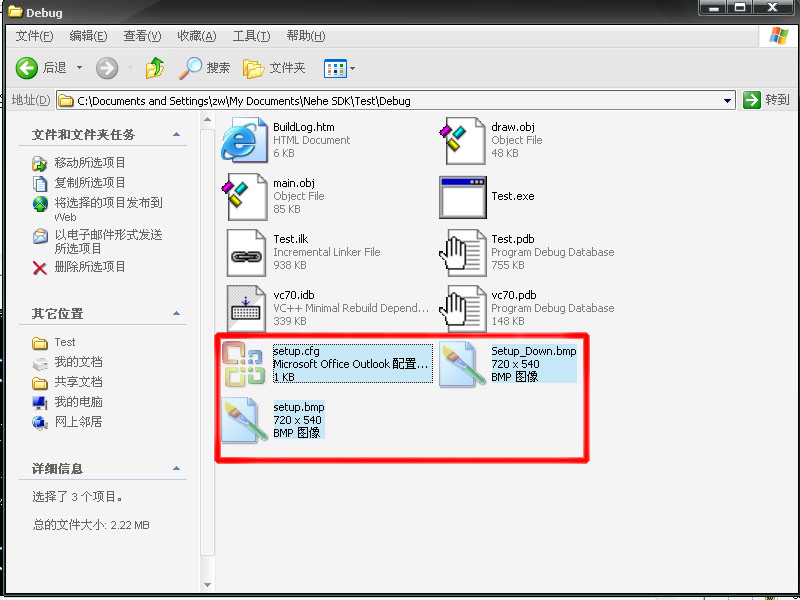 Debug
文件(F) 编辑(E) 查看(V) 收藏(A) 工具(T) 帮助(H)
后退 搜索 文件夹
地址(D) C:\Documents and Settings\zw\My Documents\Nehe SDK\Test\Debug 转到
文件和文件夹任务
移动所选项目
复制所选项目
将选择的项目发布到
Web
以电子邮件形式发送
所选项目
删除所选项目
其它位置
Test
我的文档
共享文档
我的电脑
网上邻居
详细信息
选择了 3 个项目。
总的文件大小: 2.22 MB
BuildLog.htm
HTML Document
6 KB
draw.obj
Object File
48 KB
main.obj
Object File
85 KB
Test.exe
Test.ilk
Incremental Linker File
938 KB
Test.pdb
Program Debug Database
755 KB
vc70.idb
VC++ Minimal Rebuild Depend...
339 KB
vc70.pdb
Program Debug Database
148 KB
setup.cfg
Microsoft Office Outlook 配置...
1 KB
Setup_Down.bmp
720 x 540
BMP 图像
setup.bmp
720 x 540
BMP 图像